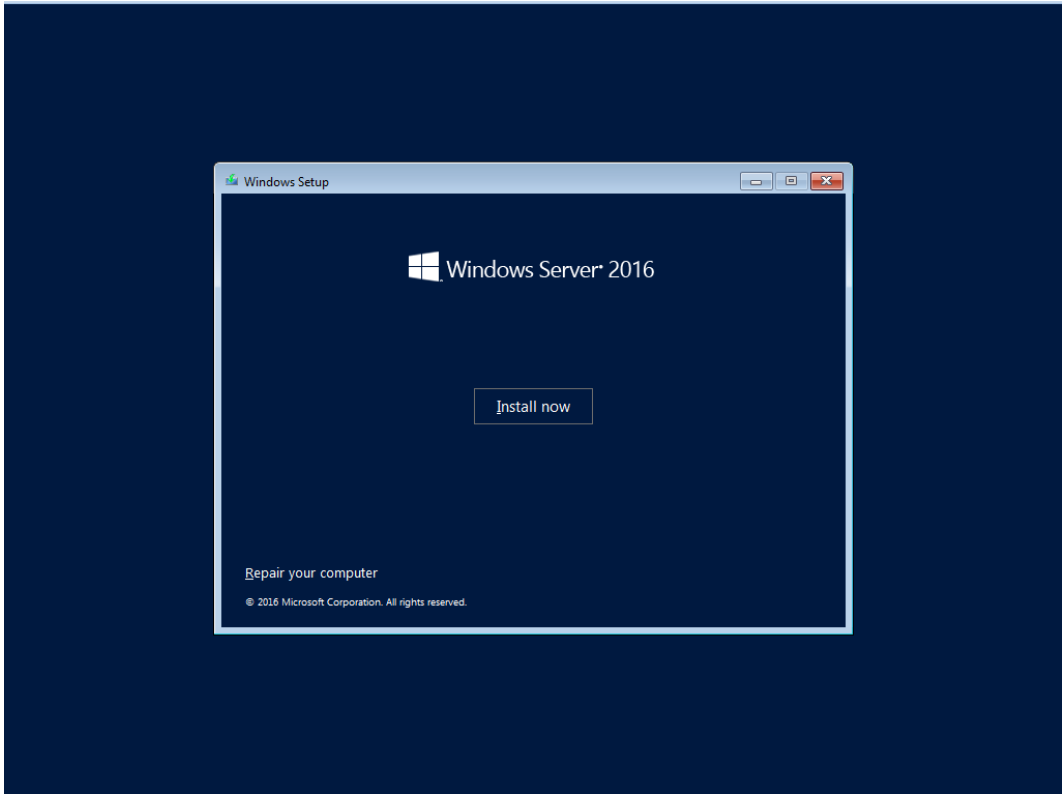 Windows Setup
Windows Server® 2016
Install now
Repair your computer
© 2016 Microsoft Corporation. All rights reserved.